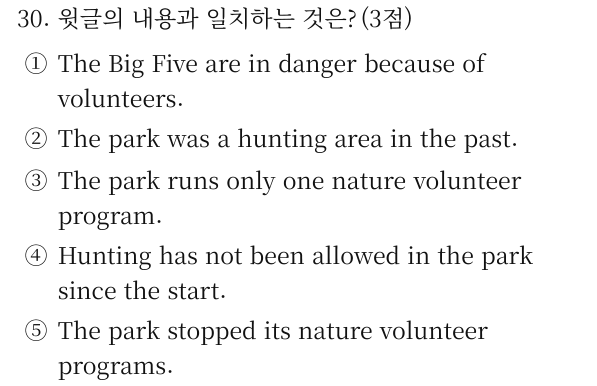 30. 윗글의 내용과 일치하는 것은? (3점)
① The Big Five are in danger because of
volunteers.
② The park was a hunting area in the past.
③ The park runs only one nature volunteer
program.
④ Hunting has not been allowed in the park
since the start.
⑤ The park stopped its nature volunteer
programs.